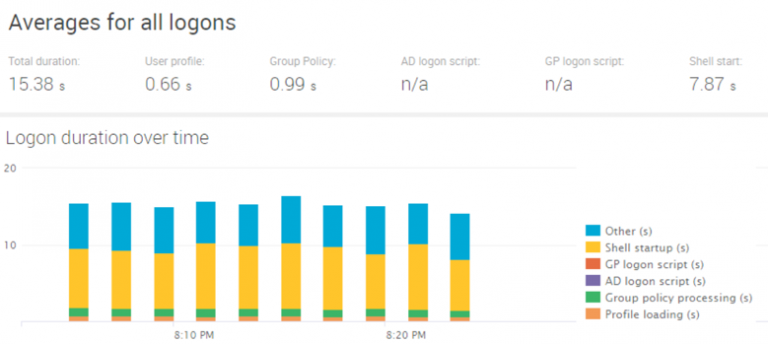 Averages for all logons
Total duration: User profile: Group Policy: AD logon script: GP logon script: Shell start:
15.38 s 0.66 s 0.99 s n/a n/a 7.87 s
Logon duration over time
20
10
Other (s)
Shell startup (s)
GP logon script (s)
AD logon script (s)
Group policy processing (s)
Profile loading (s)
8:10 PM 8:20 PM